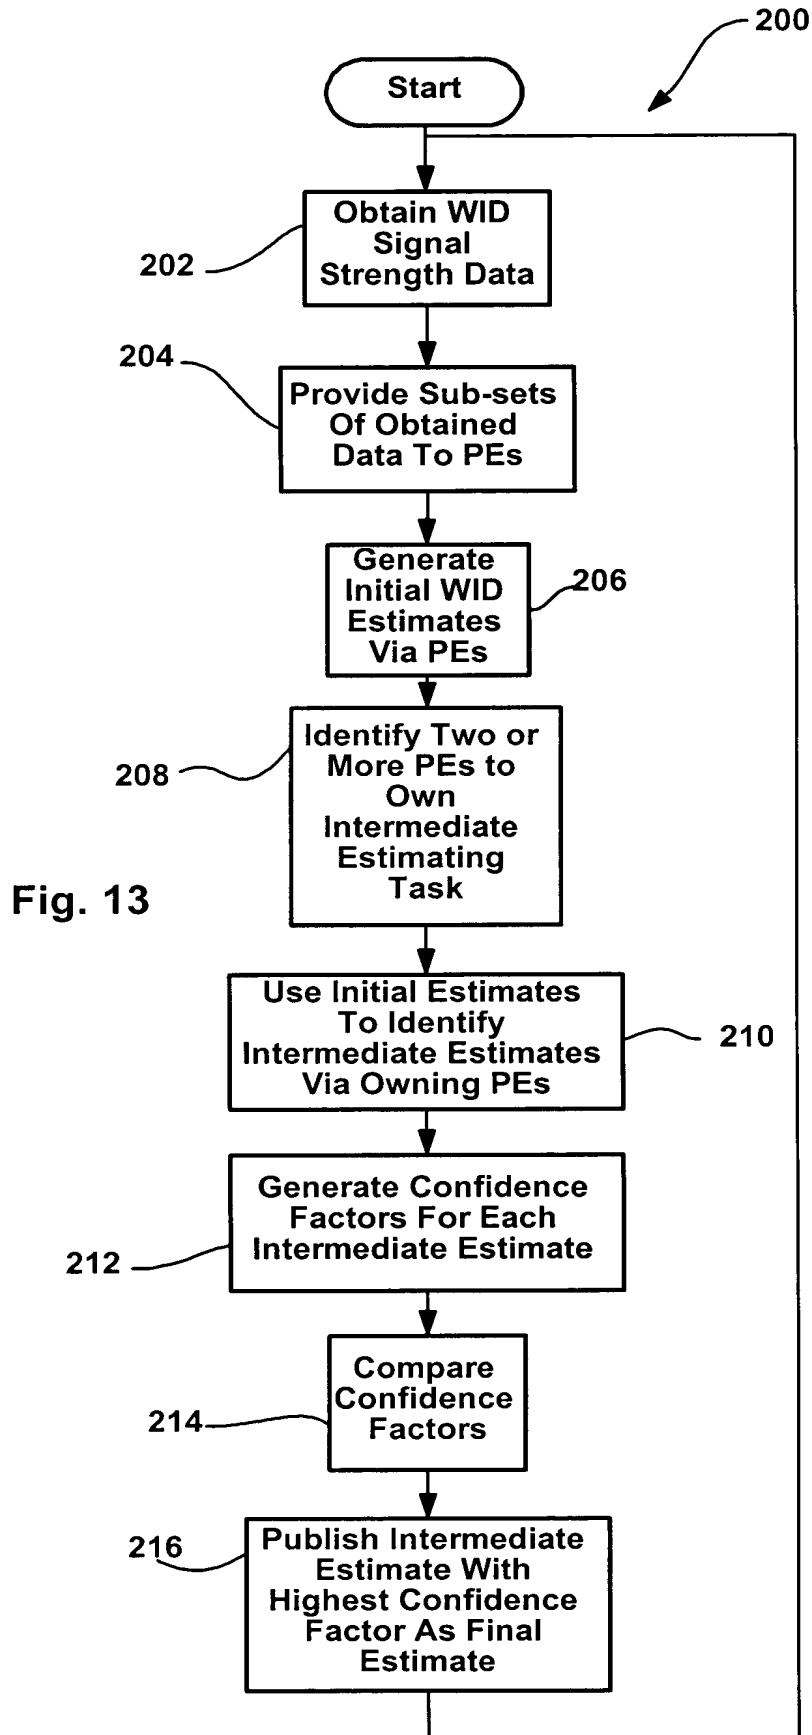 200
Start
Obtain WID
Signal
Strength Data
202
204
Provide Sub-sets
Of Obtained
Data To PEs
Generate
Initial WID
Estimates
Via PEs
206
Identify Two or
More PEs to
Own
Intermediate
Estimating
Task
208
Fig. 13
Use Initial Estimates
To Identify
Intermediate Estimates
Via Owning PEs
210
Generate Confidence
Factors For Each
Intermediate Estimate
212
Compare
Confidence
Factors
214
216
Publish Intermediate
Estimate With
Highest Confidence
Factor As Final
Estimate